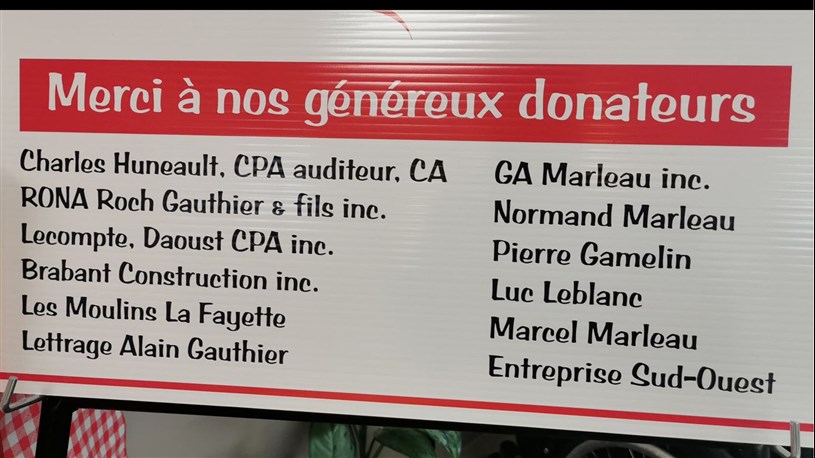 Merci à nos généreux donateurs
Charles Huneault, CPA auditeur, CA
RONA Roch Gauthier & fils inc.
Lecompte, Daoust CPA inc.
Brabant Construction inc.
Les Moulins La Fayette
Lettrage Alain Gauthier
GA Marleau inc.
Normand Marleau
Pierre Gamelin
Luc Leblanc
Marcel Marleau
Entreprise Sud-Ouest